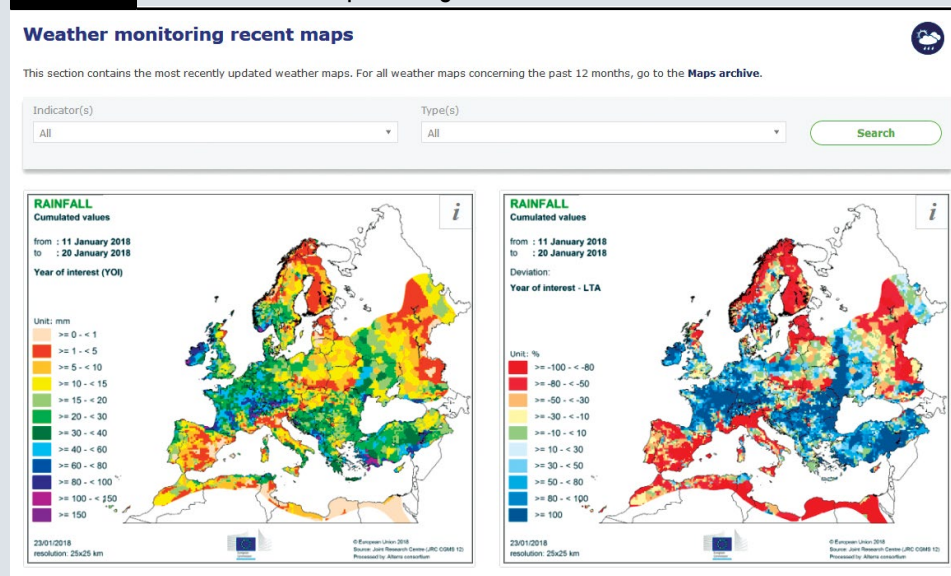 Weather monitoring recent maps
This section contains the most recently updated weather maps. For all weather maps concerning the past 12 months, go to the Maps archive.
Indicator(s)
All
Type(s)
All
Search
RAINFALL
Cumulated values
from : 11 January 2018
to : 20 January 2018
Year of interest (YOI)
Unit: mm
>= 0 - < 1
>= 1 - < 5
>= 5 - < 10
>= 10 - < 15
>= 15 - < 20
>= 20 - < 30
>= 30 - < 40
>= 40 - < 60
>= 60 - < 80
>= 80 - < 100
>= 100 - < 150
>= 150
23/01/2018
resolution: 25x25 km
© European Union 2018
Source: Joint Research Centre (JRC CGMS 12)
Processed by Alterra consortium
i
RAINFALL
Cumulated values
from : 11 January 2018
to : 20 January 2018
Deviation:
Year of interest - LTA
Unit: %
>= -100 - < -80
>= -80 - < -50
>= -50 - < -30
>= -30 - < -10
>= -10 - < 10
>= 10 - < 30
>= 30 - < 50
>= 50 - < 80
>= 80 - < 100
>= 100
23/01/2018
resolution: 25x25 km
© European Union 2018
Source: Joint Research Centre (JRC CGMS 12)
Processed by Alterra consortium
i